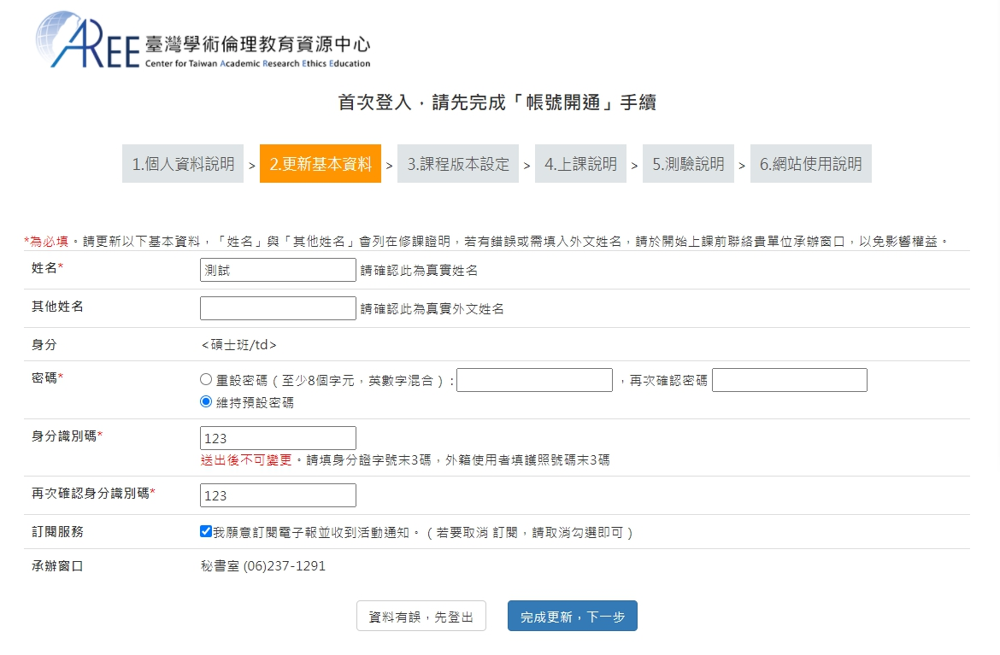 AREE 臺灣學術倫理教育資源中心
Center for Taiwan Academic Research Ethics Education
首次登入，請先完成「帳號開通」手續
1.個人資料說明 > 2.更新基本資料 > 3.課程版本設定 > 4.上課說明 > 5.測驗說明 > 6.網站使用說明
*為必填。請更新以下基本資料，「姓名」與「其他姓名」會列在修課證明，若有錯誤或需填入外文姓名，請於開始上課前聯絡貴單位承辦窗口，以免影響權益。
姓名* 測試 請確認此為真實姓名
其他姓名 請確認此為真實外文姓名
身分 <碩士班/td>
密碼* 重設密碼（至少8個字元，英數字混合）: ，再次確認密碼
維持預設密碼
身分識別碼* 123
送出後不可變更。請填身分證字號末3碼，外籍使用者填護照號碼末3碼
再次確認身分識別碼* 123
訂閱服務 我願意訂閱電子報並收到活動通知。（若要取消 訂閱，請取消勾選即可）
承辦窗口 秘書室 (06)237-1291
資料有誤，先登出 完成更新，下一步